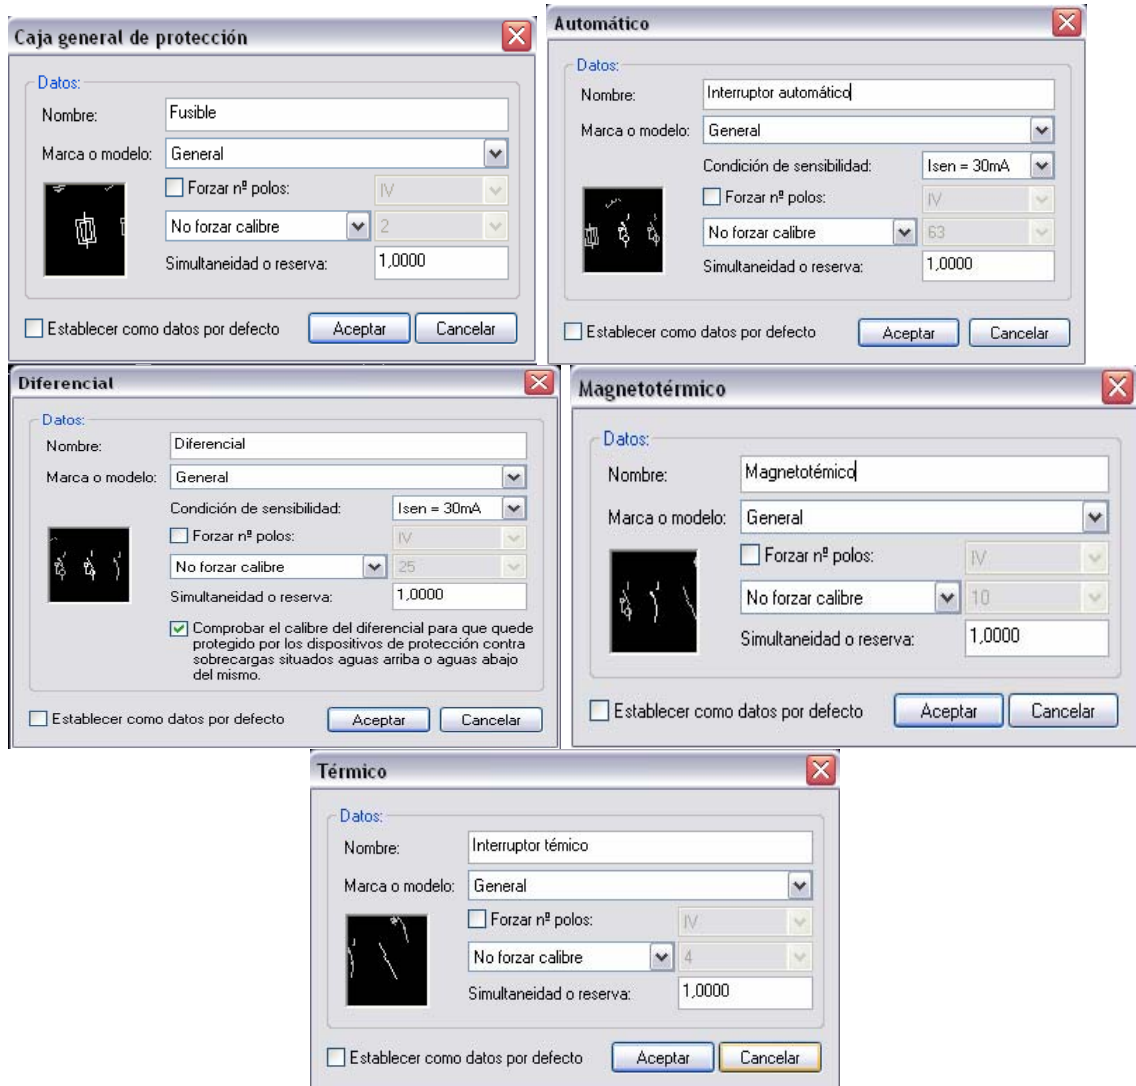 Caja general de protección
Datos:
Nombre: Fusible
Marca o modelo: General
Forzar nº polos: IV
No forzar calibre 2
Simultaneidad o reserva: 1,0000
Establecer como datos por defecto Aceptar Cancelar
Automático
Datos:
Nombre: Interruptor automático
Marca o modelo: General
Condición de sensibilidad: Isen = 30mA
Forzar nº polos: IV
No forzar calibre 63
Simultaneidad o reserva: 1,0000
Establecer como datos por defecto Aceptar Cancelar
Diferencial
Datos:
Nombre: Diferencial
Marca o modelo: General
Condición de sensibilidad: Isen = 30mA
Forzar nº polos: IV
No forzar calibre 25
Simultaneidad o reserva: 1,0000
Comprobar el calibre del diferencial para que quede
protegido por los dispositivos de protección contra
sobrecargas situados aguas arriba o aguas abajo
del mismo.
Establecer como datos por defecto Aceptar Cancelar
Magnetotérmico
Datos:
Nombre: Magnetotémico
Marca o modelo: General
Forzar nº polos: IV
No forzar calibre 10
Simultaneidad o reserva: 1,0000
Establecer como datos por defecto Aceptar Cancelar
Térmico
Datos:
Nombre: Interruptor témico
Marca o modelo: General
Forzar nº polos: IV
No forzar calibre 4
Simultaneidad o reserva: 1,0000
Establecer como datos por defecto Aceptar Cancelar